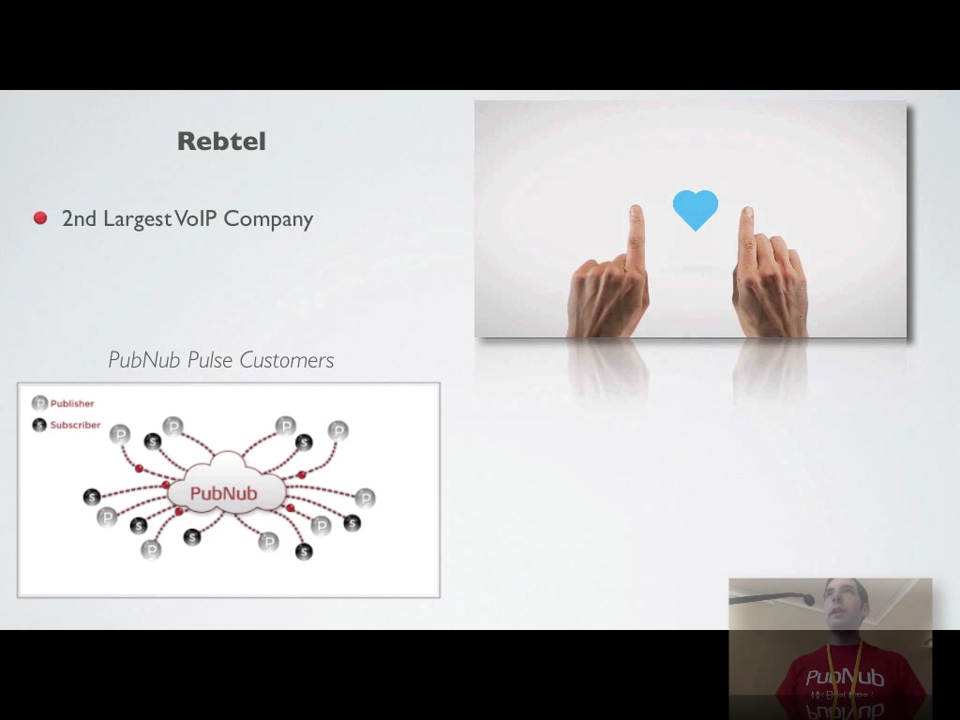 Rebtel
2nd Largest VoIP Company
PubNub Pulse Customers
P Publisher
S Subscriber
P
P
P
P
S
S
PubNub
S
P
P
S
S
P
S
P
P
S
PubNub